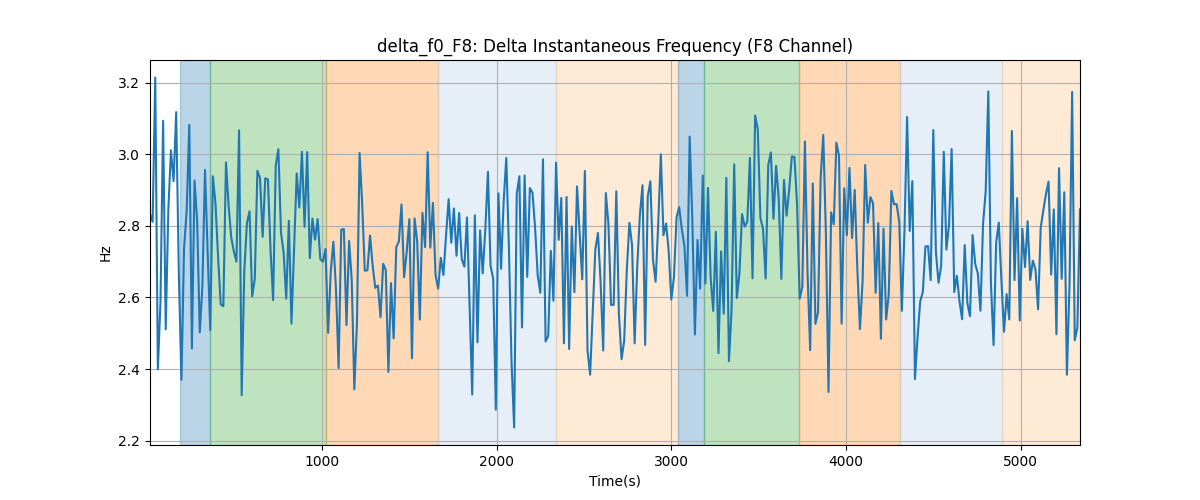 delta_f0_F8: Delta Instantaneous Frequency (F8 Channel)
3.2
3.0
2.8
2.6
2.4
2.2
Hz
1000 2000 3000 4000 5000
Time(s)